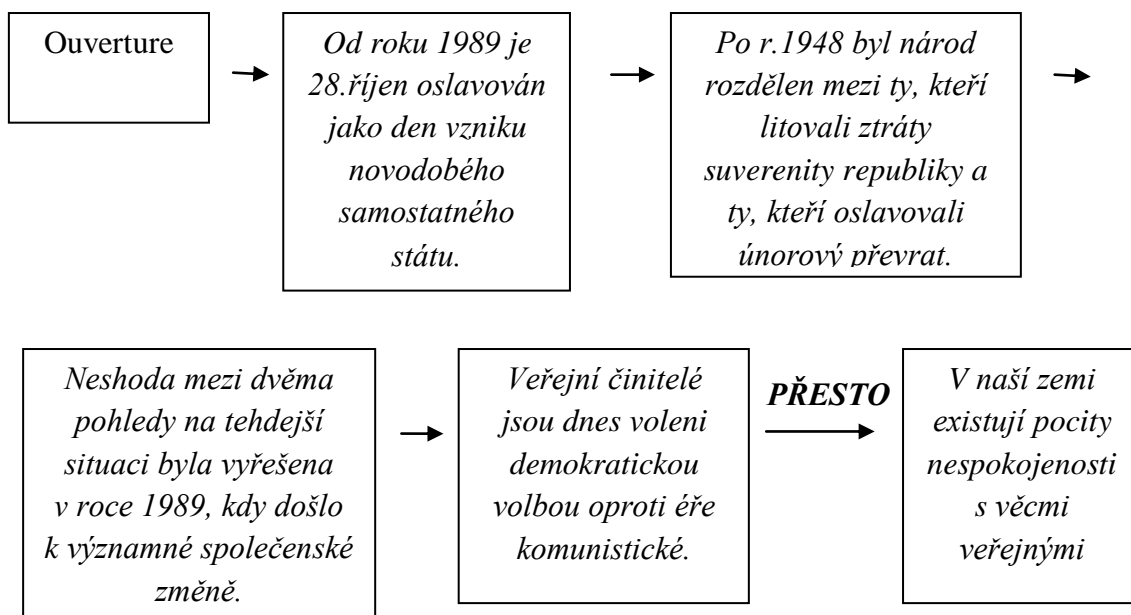 Ouverture
Od roku 1989 je
28.říjen oslavován
jako den vzniku
novodobého
samostatného
státu.
Po r.1948 byl národ
rozdělen mezi ty, kteří
litovali ztráty
suverenity republiky a
ty, kteří oslavovali
únorový převrat.
Neshoda mezi dvěma
pohledy na tehdejší
situaci byla vyřešena
v roce 1989, kdy došlo
k významné společenské
změně.
Veřejní činitelé
jsou dnes voleni
demokratickou
volbou oproti éře
komunistické.
PŘESTO
V naší zemi
existují pocity
nespokojenosti
s věcmi
veřejnými